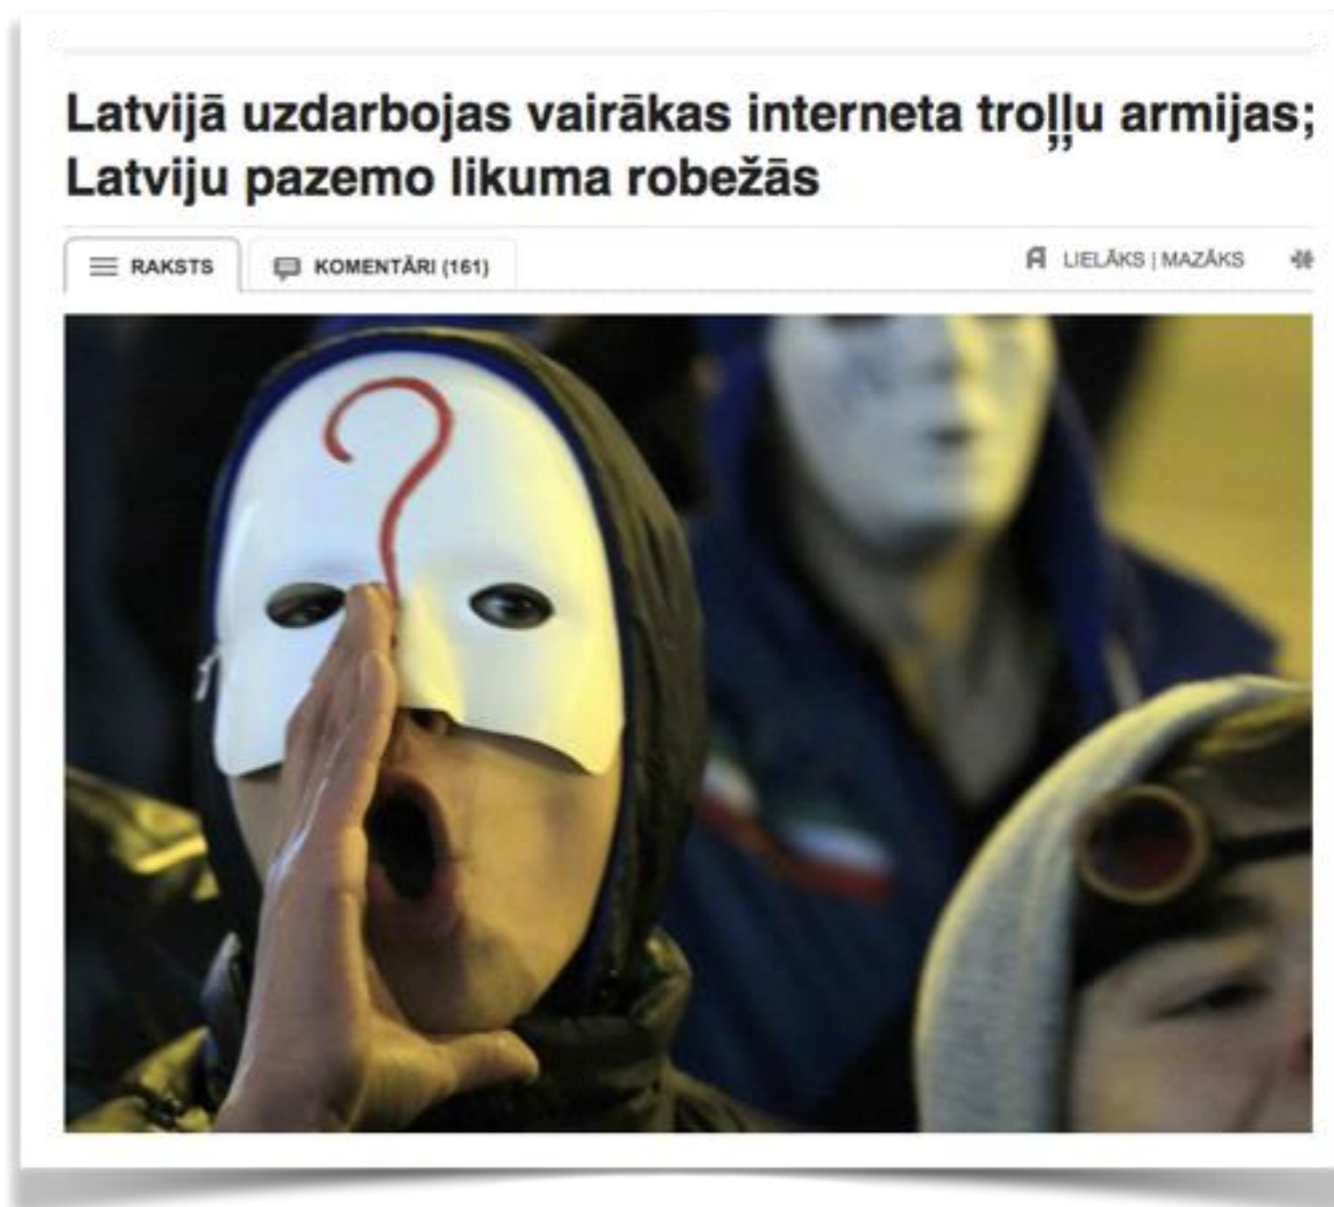 Latvijā uzdarbojas vairākas interneta troļļu armijas;
Latviju pazemo likuma robežās
RAKSTS
KOMENTĀRI (161)
A LIELĀKS | MAZĀKS
?